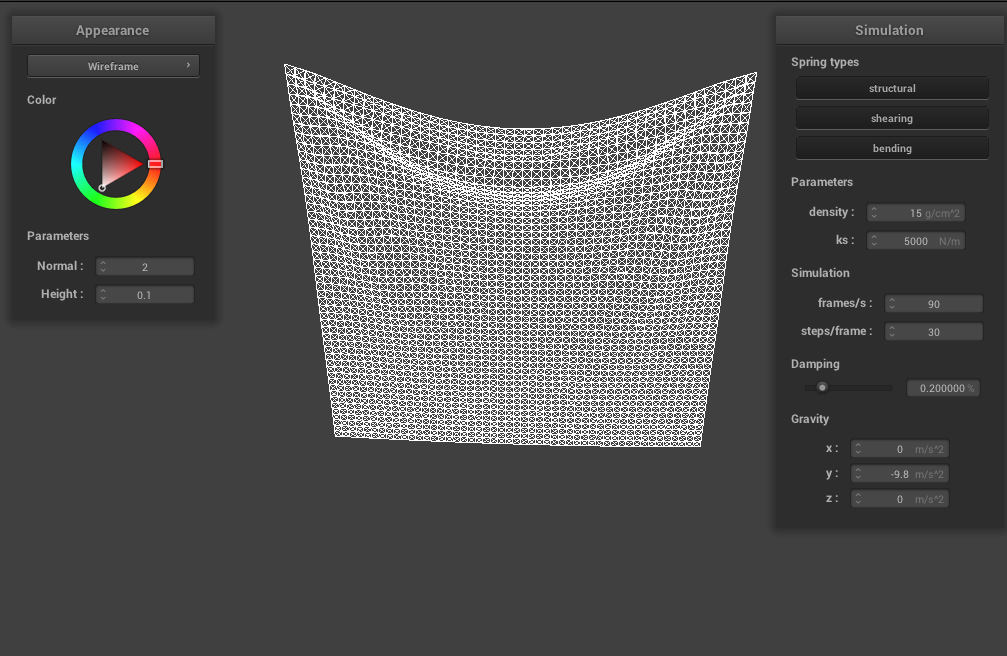 Appearance
Wireframe ›
Color
Parameters
Normal : 2
Height : 0.1
Simulation
Spring types
structural
shearing
bending
Parameters
density : 15 g/cm^2
ks : 5000 N/m
Simulation
frames/s : 90
steps/frame : 30
Damping
0.200000 %
Gravity
x : 0 m/s^2
y : -9.8 m/s^2
z : 0 m/s^2